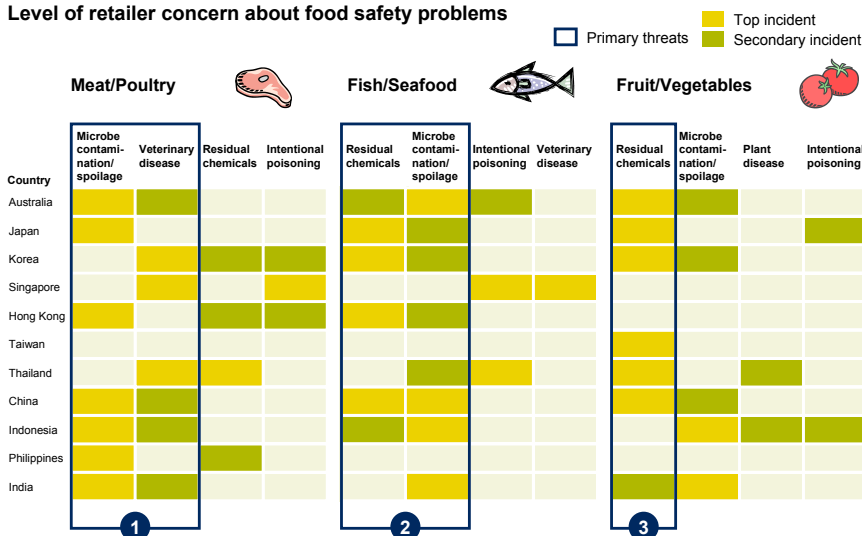 Level of retailer concern about food safety problems
Primary threats
Top incident
Secondary incident
Meat/Poultry
Fish/Seafood
Fruit/Vegetables
Country
Microbe
contami-
nation/
spoilage
Veterinary
disease
Residual
chemicals
Intentional
poisoning
Residual
chemicals
Microbe
contami-
nation/
spoilage
Intentional
poisoning
Veterinary
disease
Residual
chemicals
Microbe
contami-
nation/
spoilage
Plant
disease
Intentional
poisoning
Australia
Japan
Korea
Singapore
Hong Kong
Taiwan
Thailand
China
Indonesia
Philippines
India
1
2
3